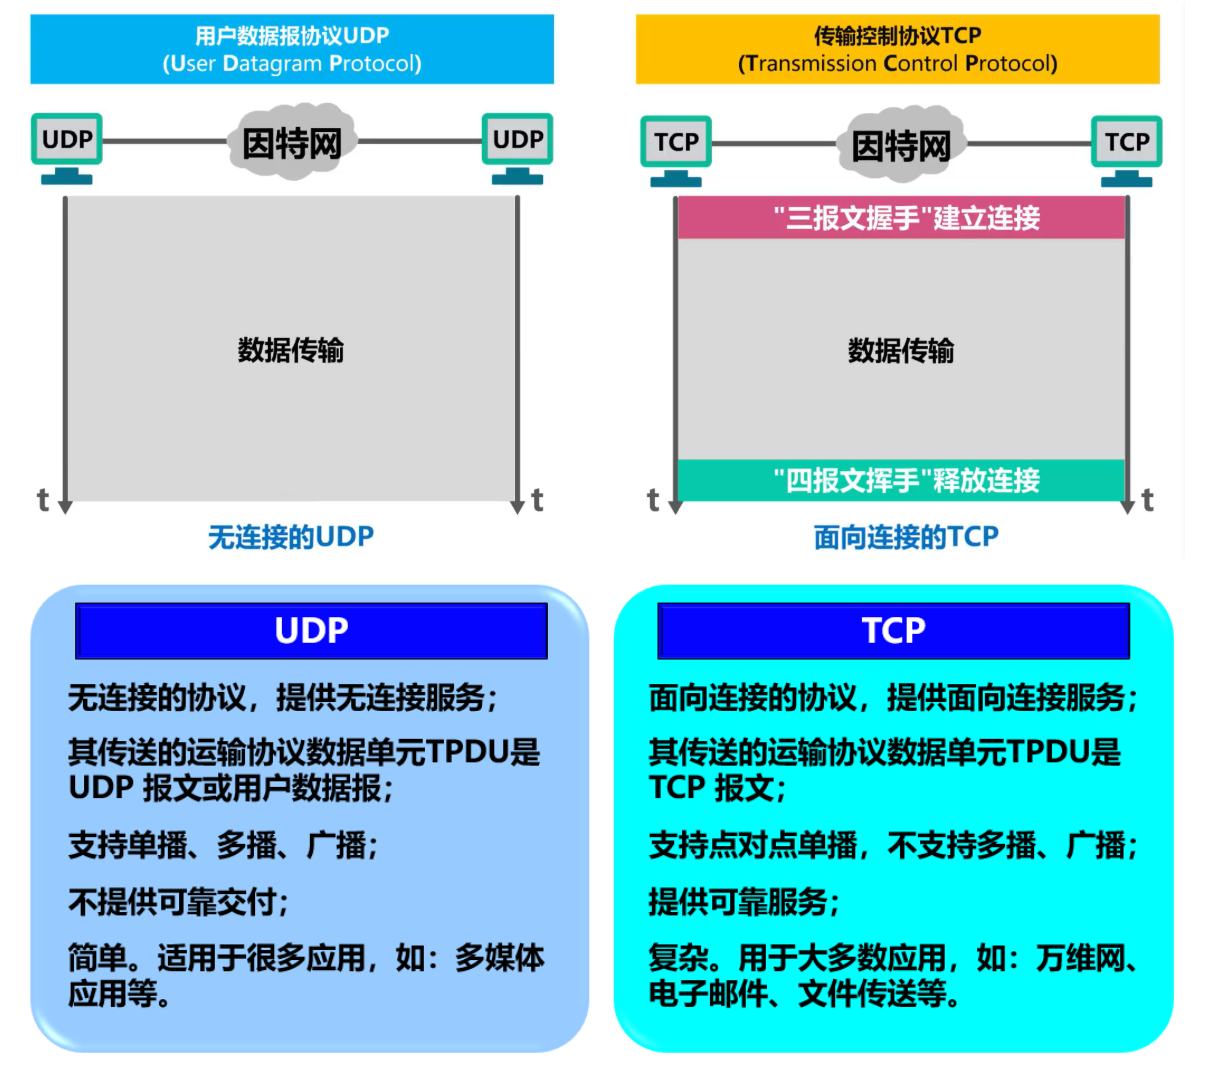 用户数据报协议UDP
(User Datagram Protocol)
UDP
因特网
UDP
数据传输
t
t
无连接的UDP
传输控制协议TCP
(Transmission Control Protocol)
TCP
因特网
TCP
"三报文握手"建立连接
数据传输
"四报文挥手"释放连接
t
t
面向连接的TCP
UDP
无连接的协议，提供无连接服务；
其传送的运输协议数据单元TPDU是
UDP 报文或用户数据报；
支持单播、多播、广播；
不提供可靠交付；
简单。适用于很多应用，如：多媒体
应用等。
TCP
面向连接的协议，提供面向连接服务；
其传送的运输协议数据单元TPDU是
TCP 报文；
支持点对点单播，不支持多播、广播；
提供可靠服务；
复杂。用于大多数应用，如：万维网、
电子邮件、文件传送等。